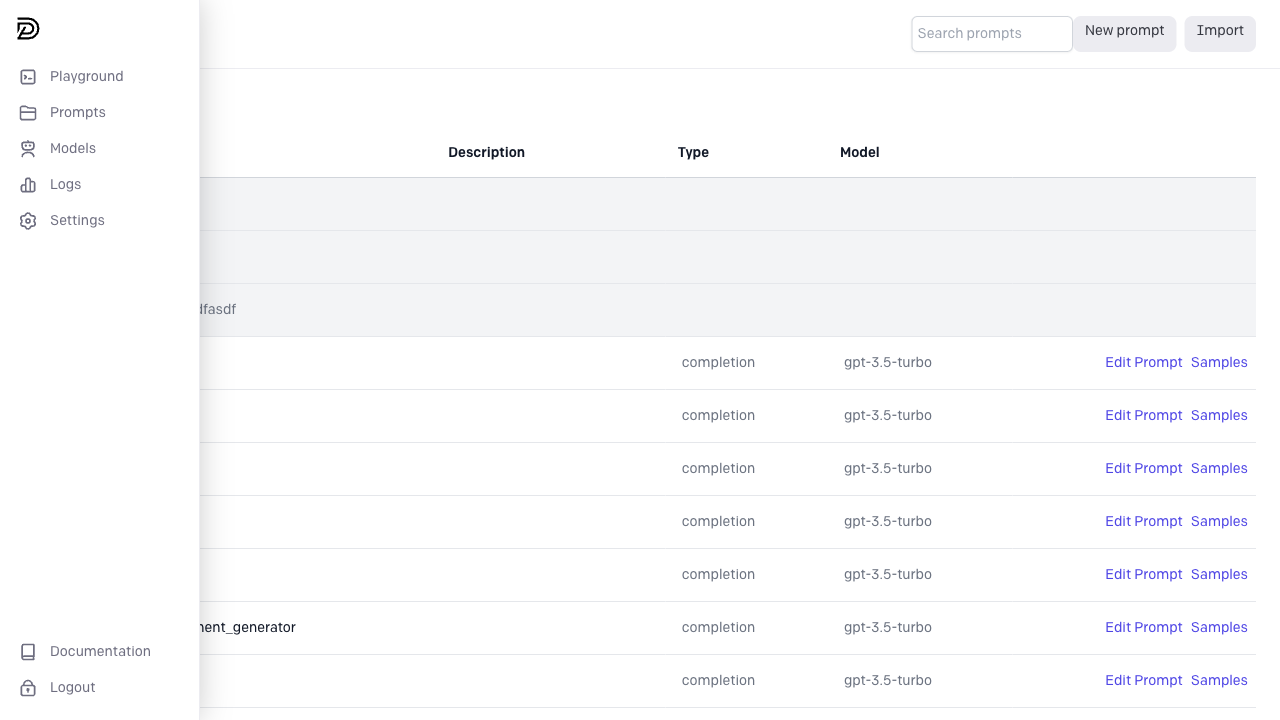 Search prompts
New prompt
Import
Playground
Prompts
Models
Logs
Settings
Documentation
Logout
Description Type Model
dfasdf
completion gpt-3.5-turbo Edit Prompt Samples
completion gpt-3.5-turbo Edit Prompt Samples
completion gpt-3.5-turbo Edit Prompt Samples
completion gpt-3.5-turbo Edit Prompt Samples
completion gpt-3.5-turbo Edit Prompt Samples
ment_generator completion gpt-3.5-turbo Edit Prompt Samples
completion gpt-3.5-turbo Edit Prompt Samples